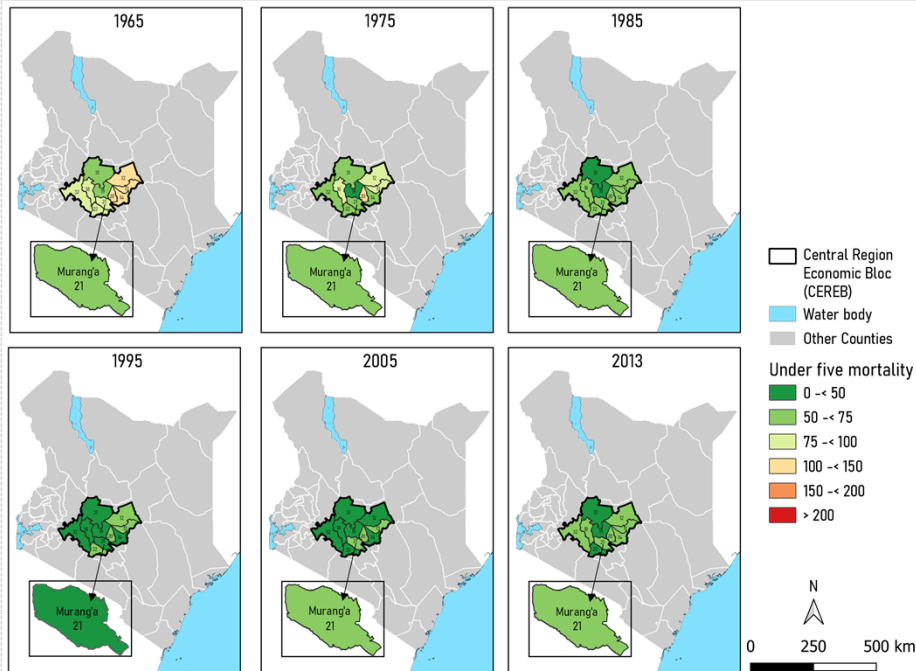 1965
1975
1985
Murang'a
21
Murang'a
21
Murang'a
21
Central Region
Economic Bloc
(CEREB)
Water body
Other Counties
Under five mortality
0 -< 50
50 -< 75
75 -< 100
100 -< 150
150 -< 200
> 200
1995
2005
2013
Murang'a
21
Murang'a
21
Murang'a
21
N
0 250 500 km